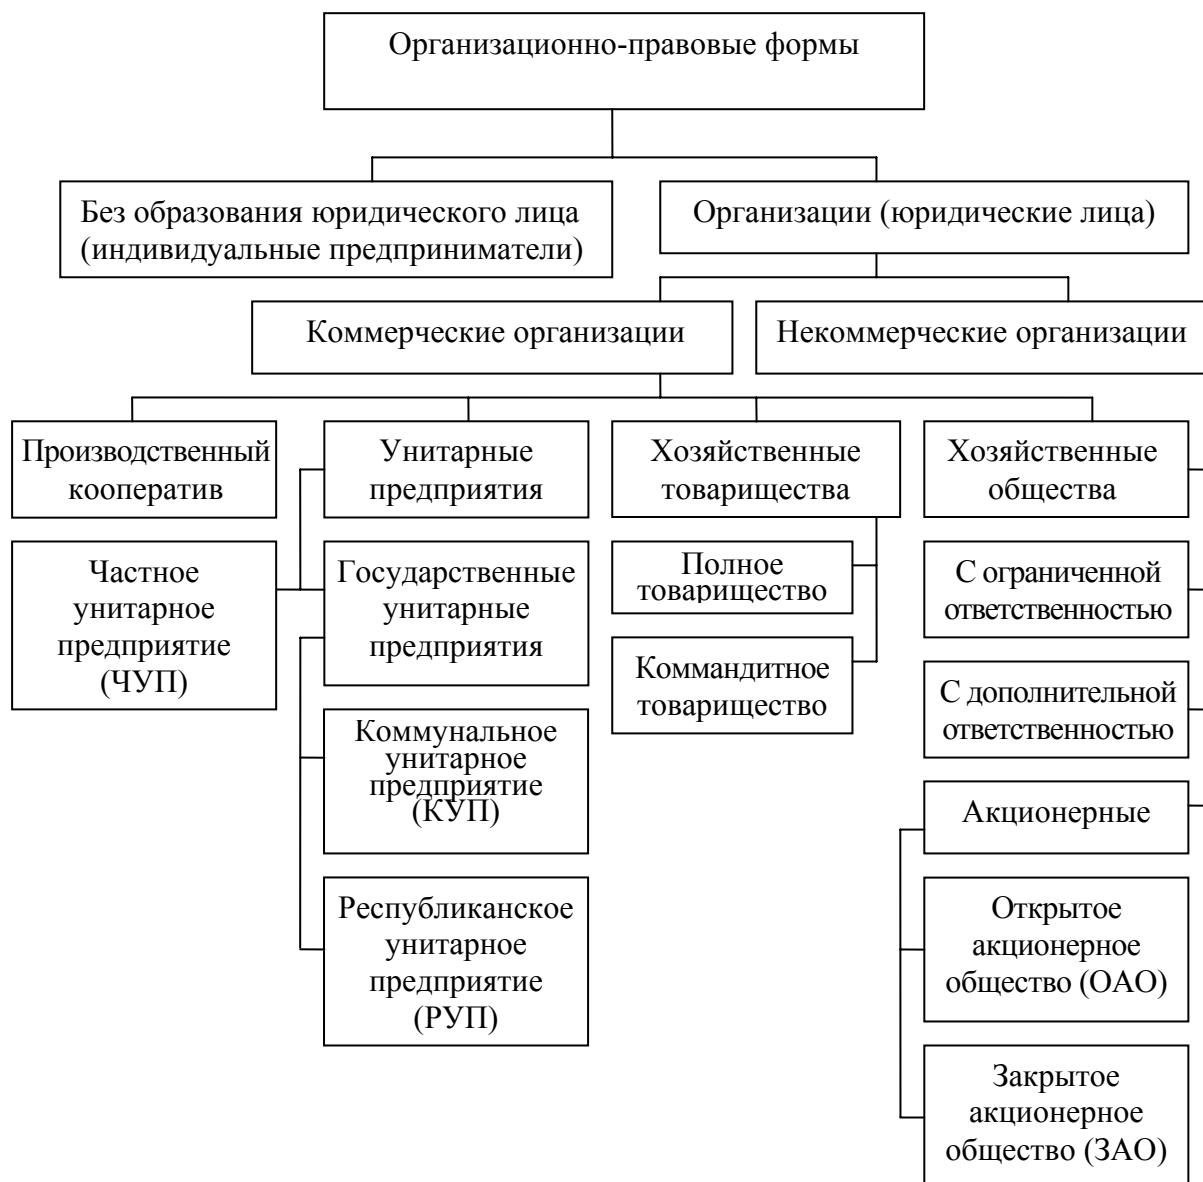 Организационно-правовые формы
Без образования юридического лица
(индивидуальные предприниматели)
Организации (юридические лица)
Коммерческие организации
Некоммерческие организации
Производственный
кооператив
Унитарные
предприятия
Хозяйственные
товарищества
Хозяйственные
общества
Частное
унитарное
предприятие
(ЧУП)
Государственные
унитарные
предприятия
Полное
товарищество
С ограниченной
ответственностью
Коммандитное
товарищество
С дополнительной
ответственностью
Коммунальное
унитарное
предприятие
(КУП)
Акционерные
Республиканское
унитарное
предприятие
(РУП)
Открытое
акционерное
общество (ОАО)
Закрытое
акционерное
общество (ЗАО)